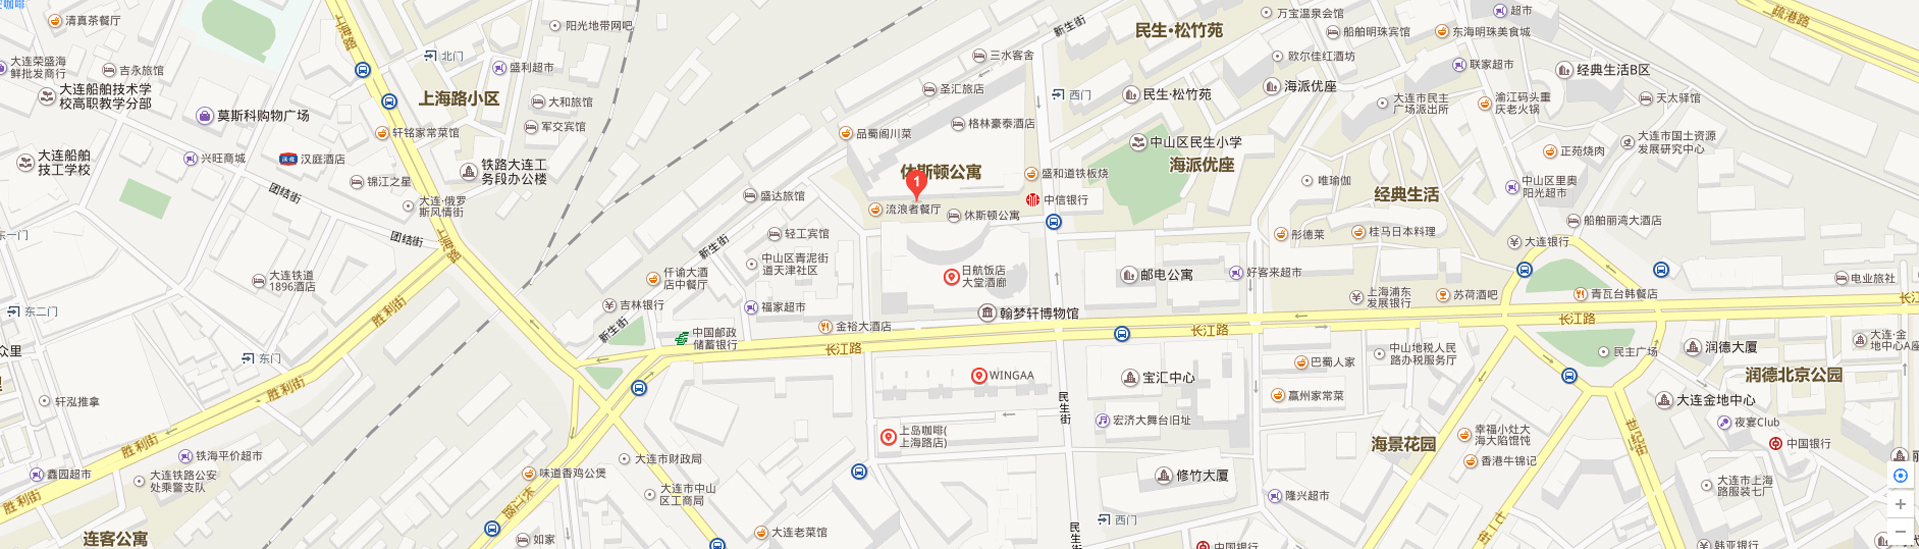 清真茶餐厅
大连荣盛海
鲜批发商行
吉永旅馆
大连船舶技术学
校高职教学分部
莫斯科购物广场
大连船舶
技工学校
兴旺商城
汉庭酒店
锦江之星
团结街
大连·俄罗
斯风情街
团结街
上海路
上海路
北门
阳光地带网吧
盛利超市
上海路小区
大和旅馆
军交宾馆
轩铭家常菜馆
铁路大连工
务段办公楼
大连铁道
1896酒店
东二门
东门
胜利街
胜利街
胜利街
轩泓推拿
鑫园超市
铁海平价超市
大连铁路公安
处乘警支队
连客公寓
新生街
三水客舍
圣汇旅店
格林豪泰酒店
品蜀阁川菜
休斯顿公寓
1
流浪者餐厅
休斯顿公寓
盛和道铁板烧
中信银行
盛达旅馆
新生街
轻工宾馆
中山区青泥街
道天津社区
仟谕大酒
店中餐厅
吉林银行
福家超市
新生街
中国邮政
储蓄银行
金裕大酒店
长江路
日航饭店
大堂酒廊
翰梦轩博物馆
WINGAA
上岛咖啡(
上海路店)
味道香鸡公煲
大连市财政局
大连市中山
区工商局
大连老菜馆
如家
民生·松竹苑
西门
民生·松竹苑
中山区民生小学
海派优座
海派优座
万宝温泉会馆
欧尔佳红酒坊
船舶明珠宾馆
东海明珠美食城
超市
联家超市
大连市民主
广场派出所
渝江码头重
庆老火锅
经典生活B区
天太驿馆
疏港路
正苑烧肉
大连市国土资源
发展研究中心
唯瑜伽
经典生活
中山区里奥
阳光超市
船舶丽湾大酒店
彤德莱
桂马日本料理
大连银行
邮电公寓
好客来超市
上海浦东
发展银行
苏荷酒吧
青瓦台韩餐店
电业旅社
长江路
长江路
宝汇中心
民生街
宏济大舞台旧址
修竹大厦
西门
民生街
中国银行
隆兴超市
巴蜀人家
赢州家常菜
中山地税人民
路办税服务厅
海景花园
幸福小灶大
海大馅馄饨
香港牛锦记
民主广场
润德大厦
大连·金
地中心A座
润德北京公园
大连金地中心
夜宴Club
中国银行
世纪街
大连市上海
路服装七厂
韩亚银行